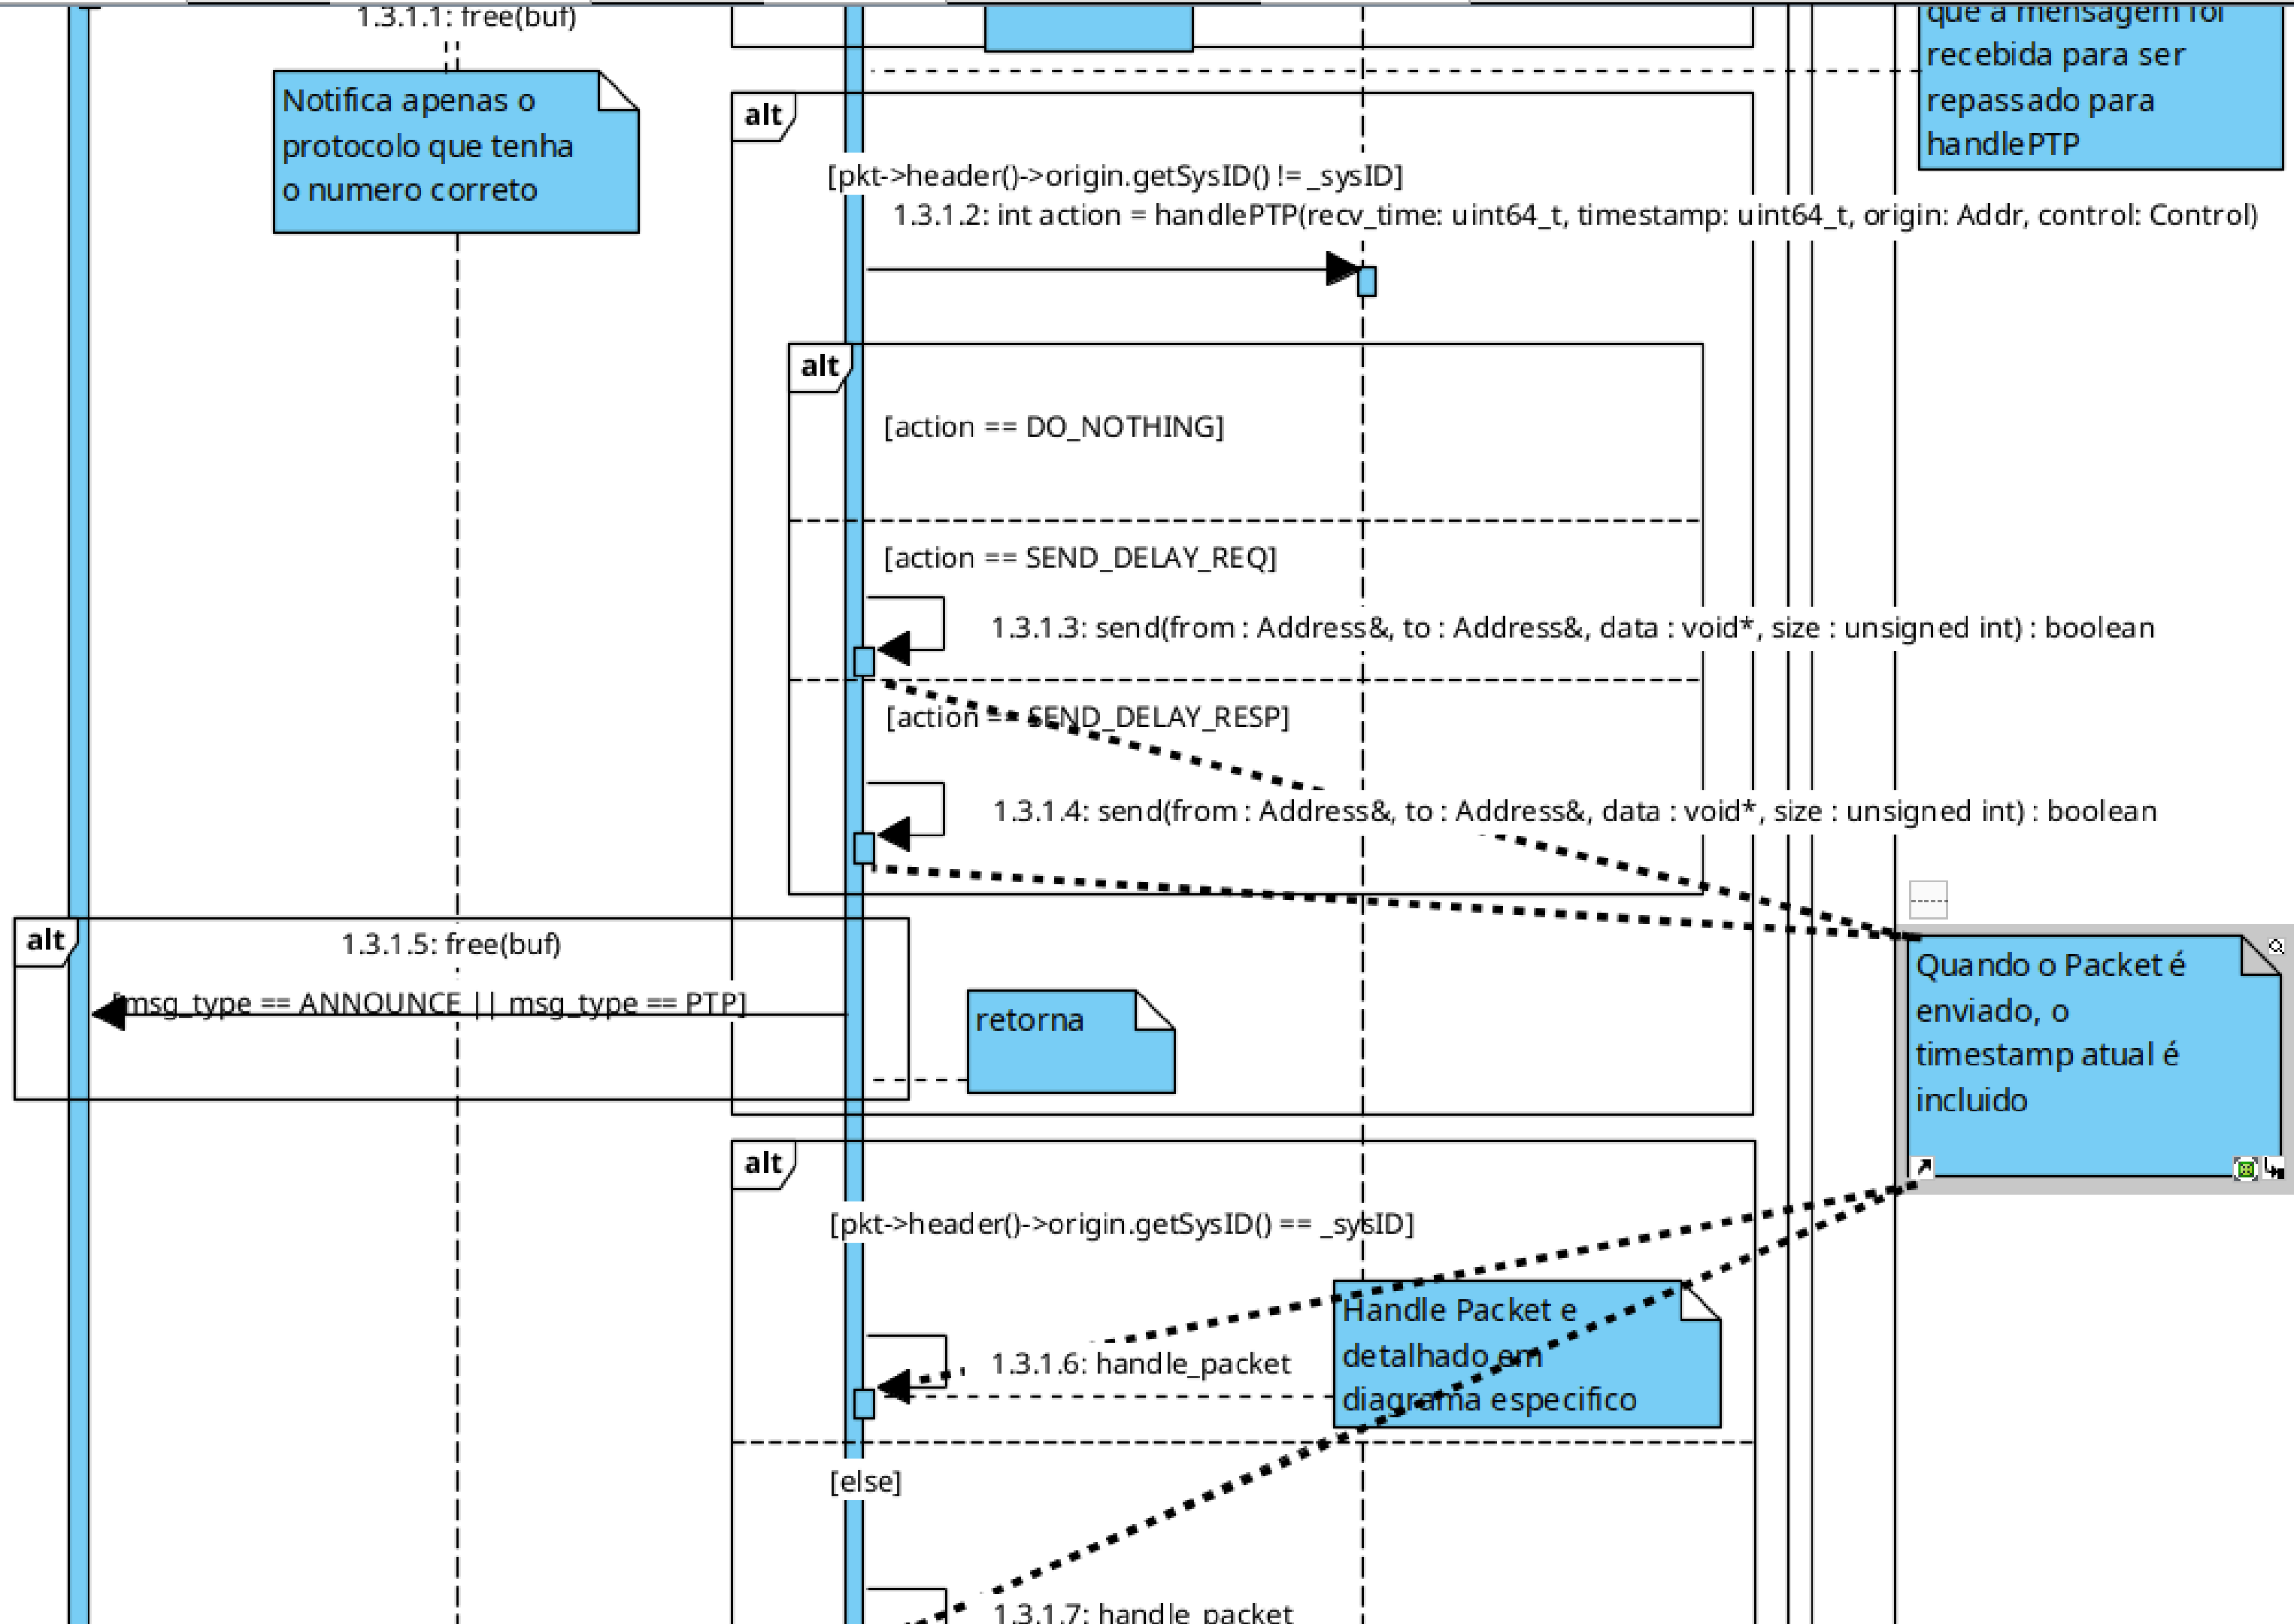 1.3.1.1: free(buf)
que a mensagem foi
recebida para ser
repassado para
handlePTP
Notifica apenas o
protocolo que tenha
o numero correto
alt
[pkt->header()->origin.getSysID() != _sysID]
1.3.1.2: int action = handlePTP(recv_time: uint64_t, timestamp: uint64_t, origin: Addr, control: Control)
alt
[action == DO_NOTHING]
[action == SEND_DELAY_REQ]
1.3.1.3: send(from : Address&, to : Address&, data : void*, size : unsigned int) : boolean
[action == SEND_DELAY_RESP]
1.3.1.4: send(from : Address&, to : Address&, data : void*, size : unsigned int) : boolean
alt
1.3.1.5: free(buf)
[msg_type == ANNOUNCE || msg_type == PTP]
retorna
Quando o Packet é
enviado, o
timestamp atual é
incluido
alt
[pkt->header()->origin.getSysID() == _sysID]
Handle Packet e
detalhado em
diagrama especifico
1.3.1.6: handle_packet
[else]
1.3.1.7: handle_packet